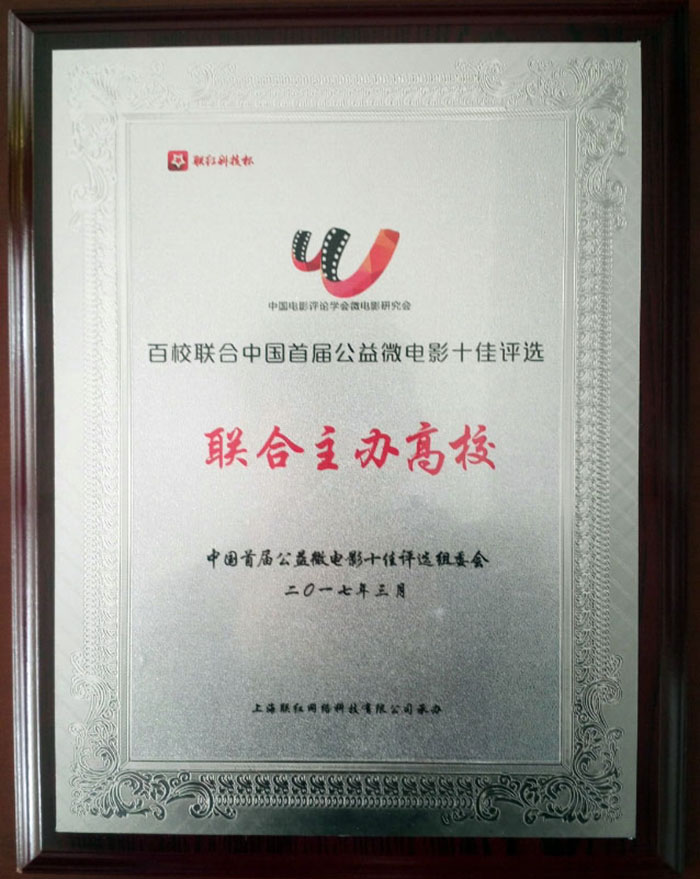 联红科技杯
中国电影评论学会微电影研究会
百校联合中国首届公益微电影十佳评选
联合主办高校
中国首届公益微电影十佳评选组委会
二〇一七年三月
上海联红网络科技有限公司承办